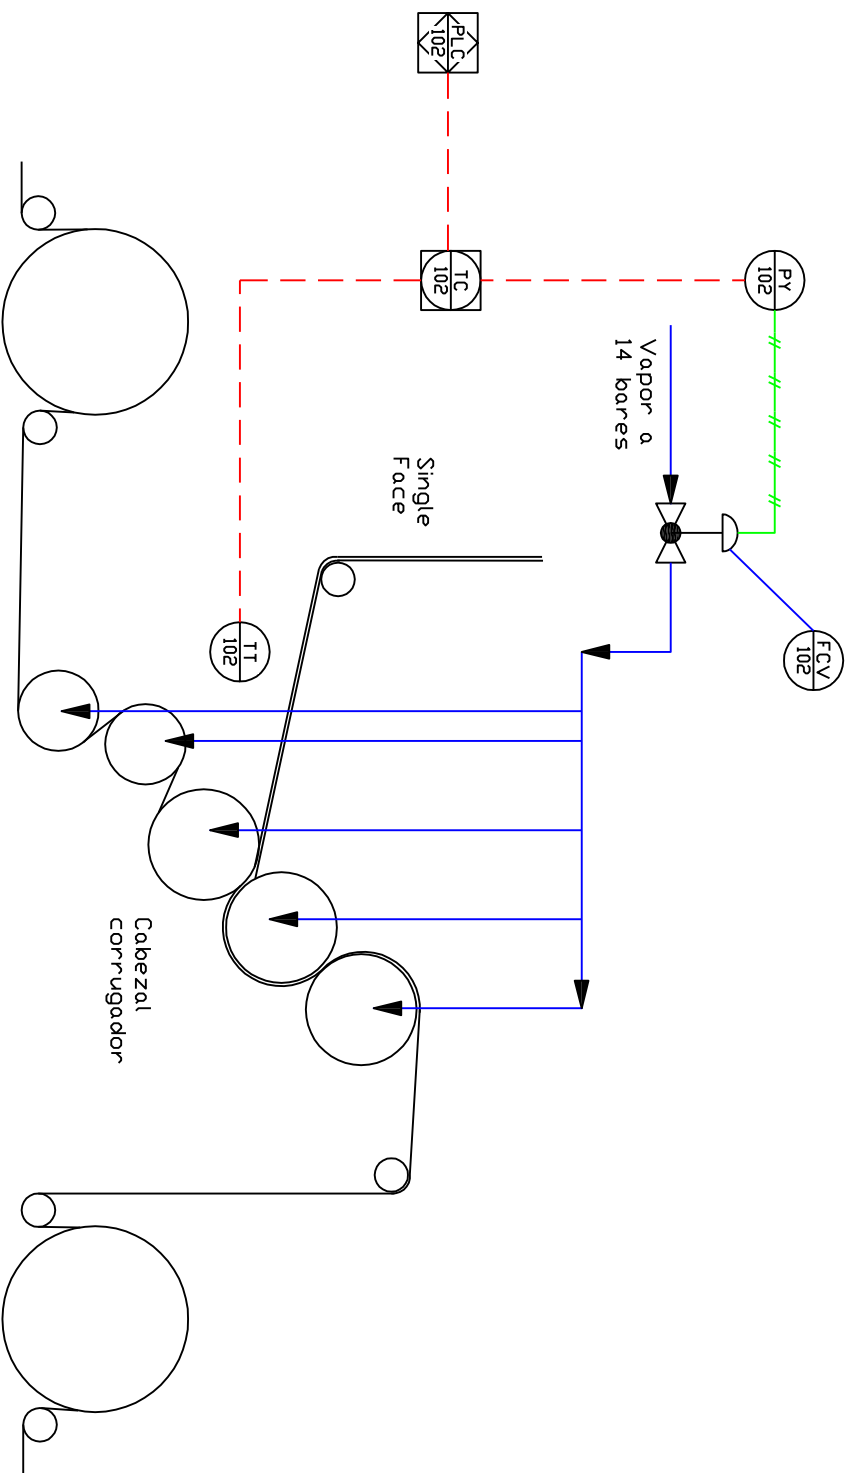 PLC
102
TC
102
PY
102
Vapor a
14 bares
FCV
102
Single
Face
TT
102
Cabezal
corrugador